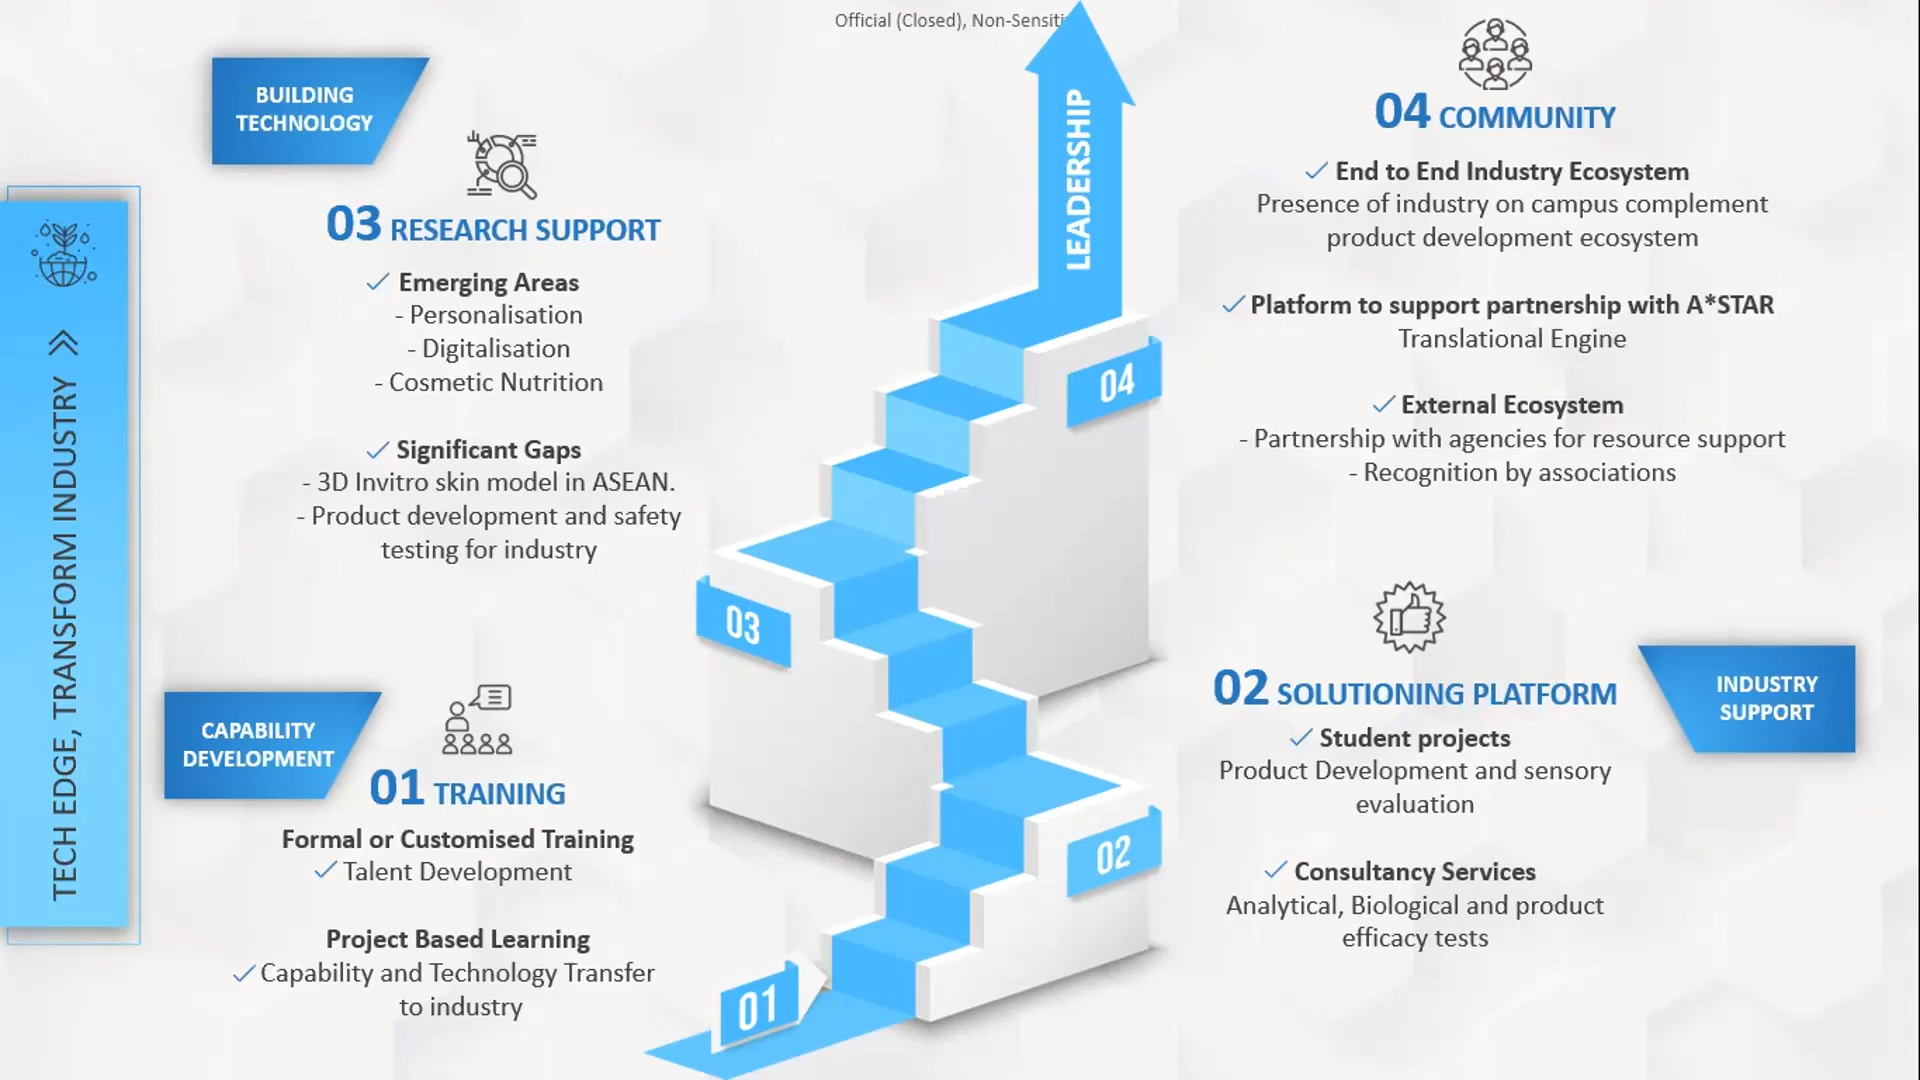 Official (Closed), Non-Sensiti
BUILDING
TECHNOLOGY
03 RESEARCH SUPPORT
✓ Emerging Areas
- Personalisation
- Digitalisation
- Cosmetic Nutrition
✓ Significant Gaps
- 3D Invitro skin model in ASEAN.
- Product development and safety
testing for industry
CAPABILITY
DEVELOPMENT
01 TRAINING
Formal or Customised Training
✓ Talent Development
Project Based Learning
✓ Capability and Technology Transfer
to industry
TECH EDGE, TRANSFORM INDUSTRY
LEADERSHIP
04
03
02
01
04 COMMUNITY
✓ End to End Industry Ecosystem
Presence of industry on campus complement
product development ecosystem
✓ Platform to support partnership with A*STAR
Translational Engine
✓ External Ecosystem
- Partnership with agencies for resource support
- Recognition by associations
02 SOLUTIONING PLATFORM
✓ Student projects
Product Development and sensory
evaluation
✓ Consultancy Services
Analytical, Biological and product
efficacy tests
INDUSTRY
SUPPORT